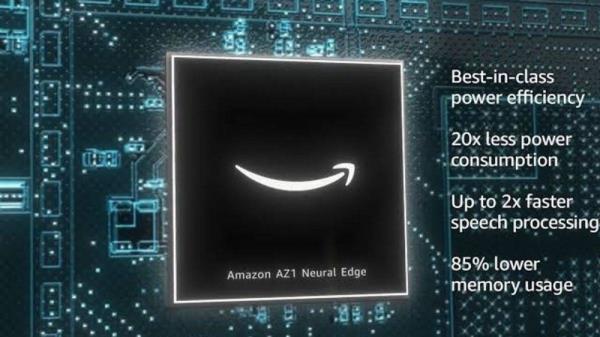 Amazon AZ1 Neural Edge
Best-in-class
power efficiency
20x less power
consumption
Up to 2x faster
speech processing
85% lower
memory usage